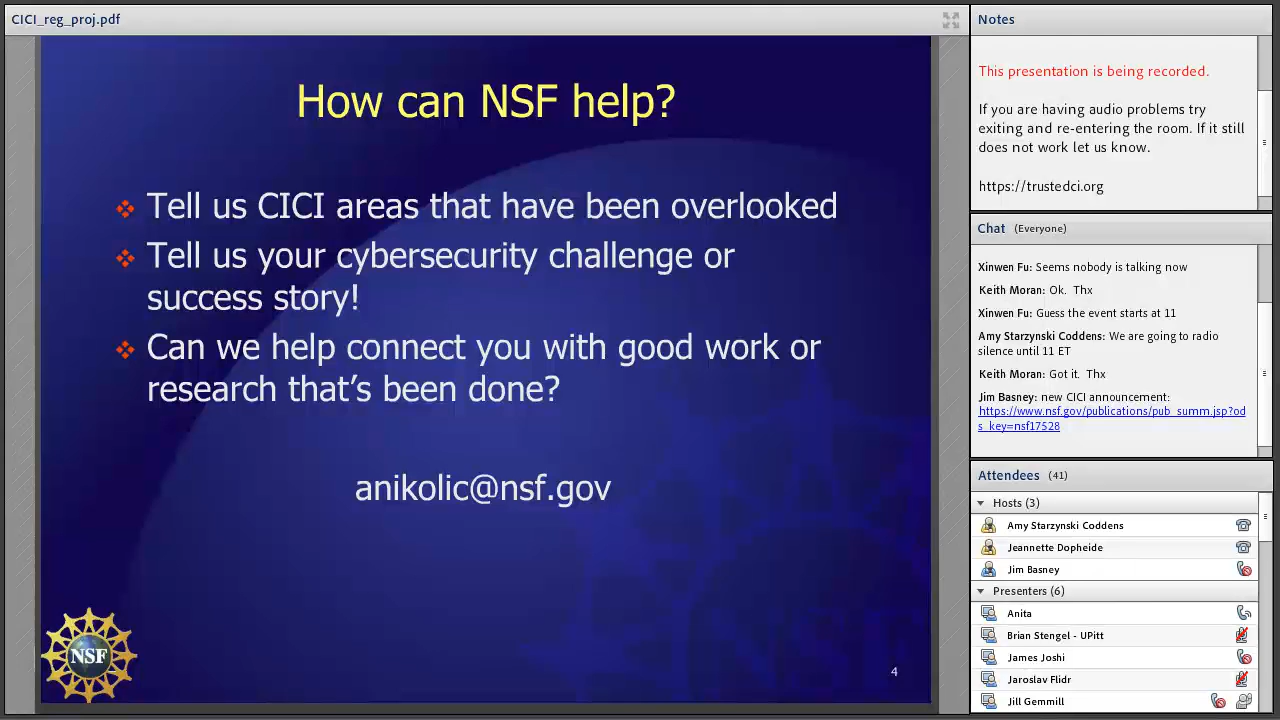 CICI_reg_proj.pdf
How can NSF help?
Tell us CICI areas that have been overlooked
Tell us your cybersecurity challenge or
success story!
Can we help connect you with good work or
research that's been done?
anikolic@nsf.gov
NSF
4
Notes
This presentation is being recorded.
If you are having audio problems try
exiting and re-entering the room. If it still
does not work let us know.
https://trustedci.org
Chat (Everyone)
Xinwen Fu: Seems nobody is talking now
Keith Moran: Ok. Thx
Xinwen Fu: Guess the event starts at 11
Amy Starzynski Coddens: We are going to radio
silence until 11 ET
Keith Moran: Got it. Thx
Jim Basney: new CICI announcement:
https://www.nsf.gov/publications/pub_summ.jsp?od
s_key=nsf17528
Attendees (41)
Hosts (3)
Amy Starzynski Coddens
Jeannette Dopheide
Jim Basney
Presenters (6)
Anita
Brian Stengel - UPitt
James Joshi
Jaroslav Flidr
Jill Gemmill